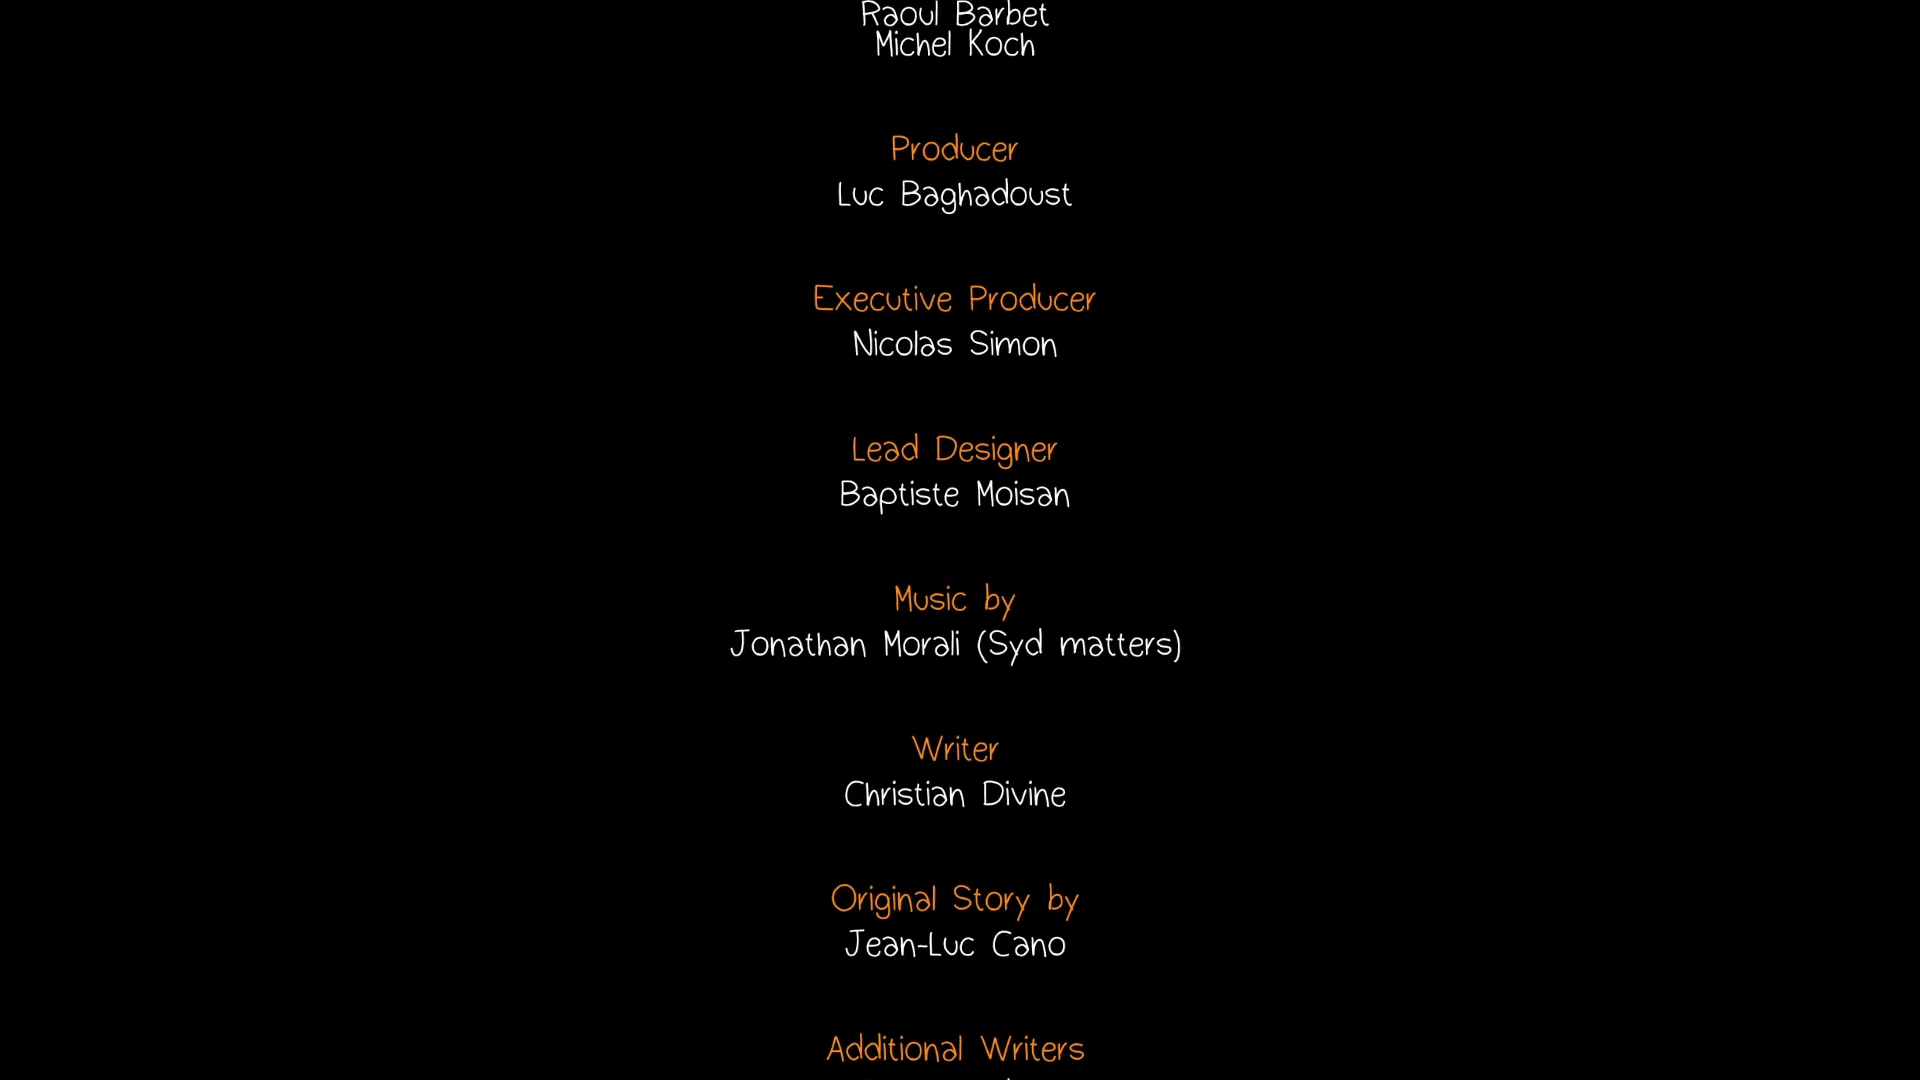 Raoul Barbet
Michel Koch
Producer
Luc Baghadoust
Executive Producer
Nicolas Simon
Lead Designer
Baptiste Moisan
Music by
Jonathan Morali (Syd matters)
Writer
Christian Divine
Original Story by
Jean-Luc Cano
Additional Writers